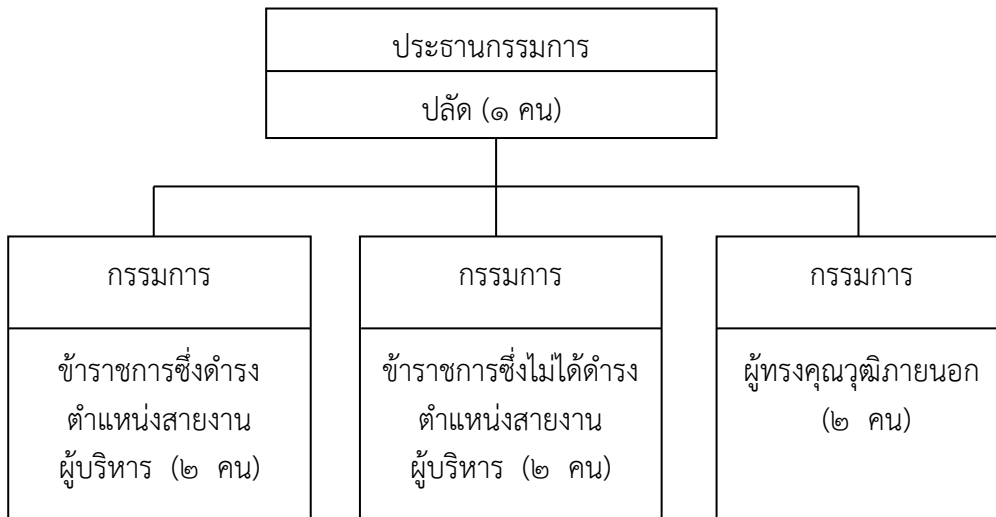 ประธานกรรมการ
ปลัด (๑ คน)
กรรมการ
ข้าราชการซึ่งดำรง
ตำแหน่งสายงาน
ผู้บริหาร (๒ คน)
กรรมการ
ข้าราชการซึ่งไม่ได้ดำรง
ตำแหน่งสายงาน
ผู้บริหาร (๒ คน)
กรรมการ
ผู้ทรงคุณวุฒิภายนอก
(๒ คน)